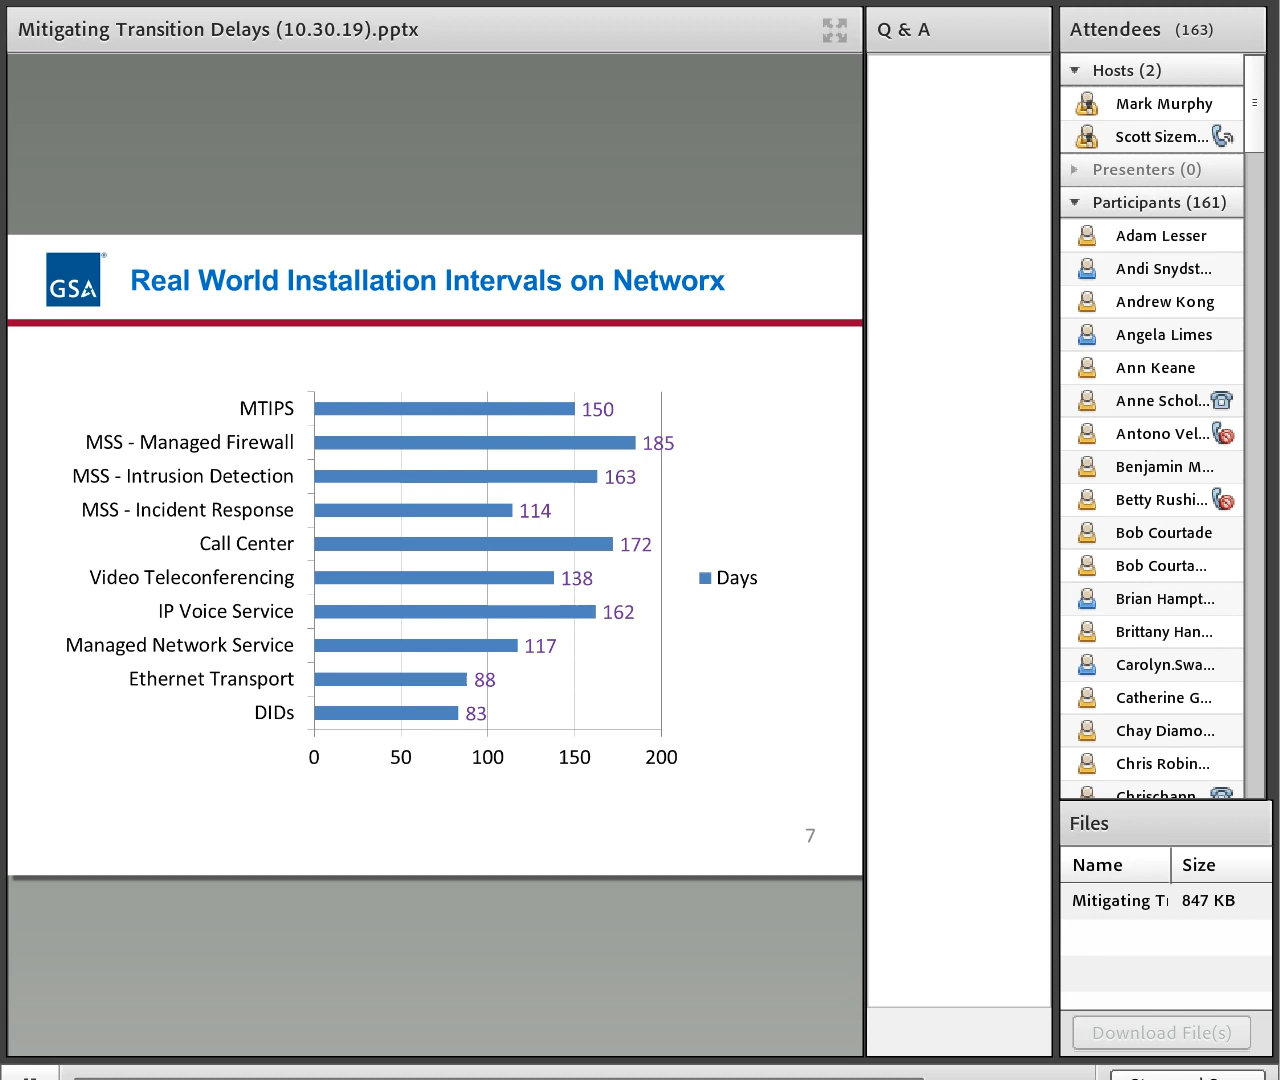 Mitigating Transition Delays (10.30.19).pptx
GSA
®
Real World Installation Intervals on Networx
MTIPS 150
MSS - Managed Firewall 185
MSS - Intrusion Detection 163
MSS - Incident Response 114
Call Center 172
Video Teleconferencing 138
IP Voice Service 162
Managed Network Service 117
Ethernet Transport 88
DIDs 83
0 50 100 150 200
Days
7
Q & A
Attendees (163)
Hosts (2)
Mark Murphy
Scott Sizem...
Presenters (0)
Participants (161)
Adam Lesser
Andi Snydst...
Andrew Kong
Angela Limes
Ann Keane
Anne Schol...
Antono Vel...
Benjamin M...
Betty Rushi...
Bob Courtade
Bob Courta...
Brian Hampt...
Brittany Han...
Carolyn.Swa...
Catherine G...
Chay Diamo...
Chris Robin...
Chrischann
Files
Name Size
Mitigating 847 KB
Download File(s)